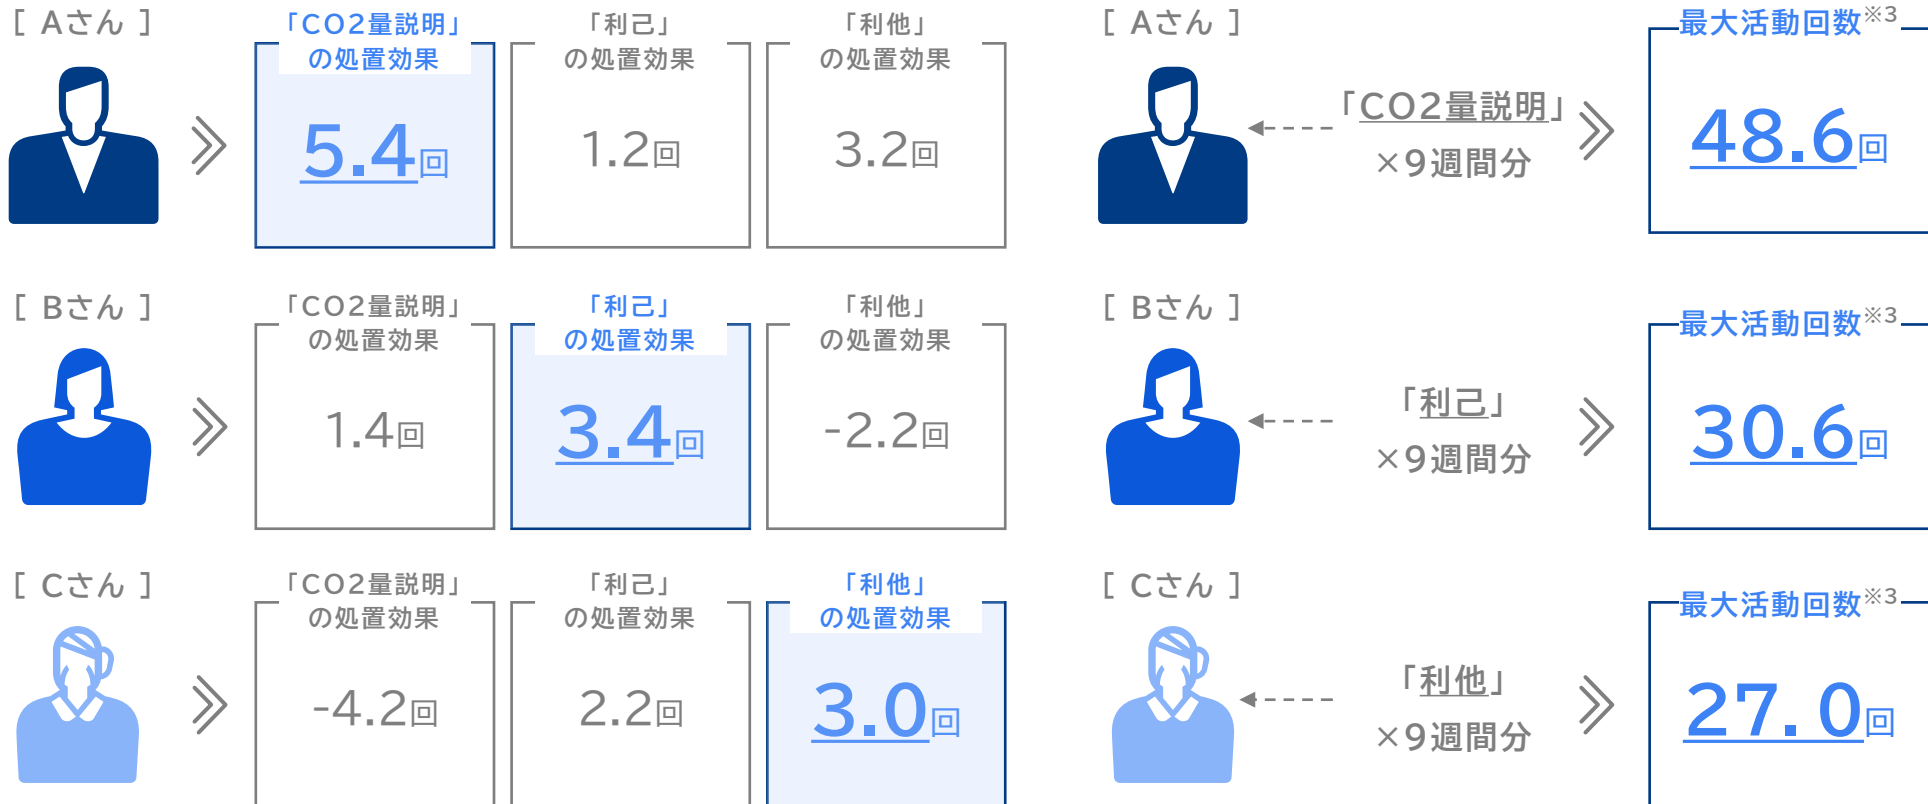 [ Aさん ]
「CO2量説明」
の処置効果
5.4回
「利己」
の処置効果
1.2回
「利他」
の処置効果
3.2回
[ Aさん ]
「CO2量説明」
×9週間分
最大活動回数※3
48.6回
[ Bさん ]
「CO2量説明」
の処置効果
1.4回
「利己」
の処置効果
3.4回
「利他」
の処置効果
-2.2回
[ Bさん ]
「利己」
×9週間分
最大活動回数※3
30.6回
[ Cさん ]
「CO2量説明」
の処置効果
-4.2回
「利己」
の処置効果
2.2回
「利他」
の処置効果
3.0回
[ Cさん ]
「利他」
×9週間分
最大活動回数※3
27.0回